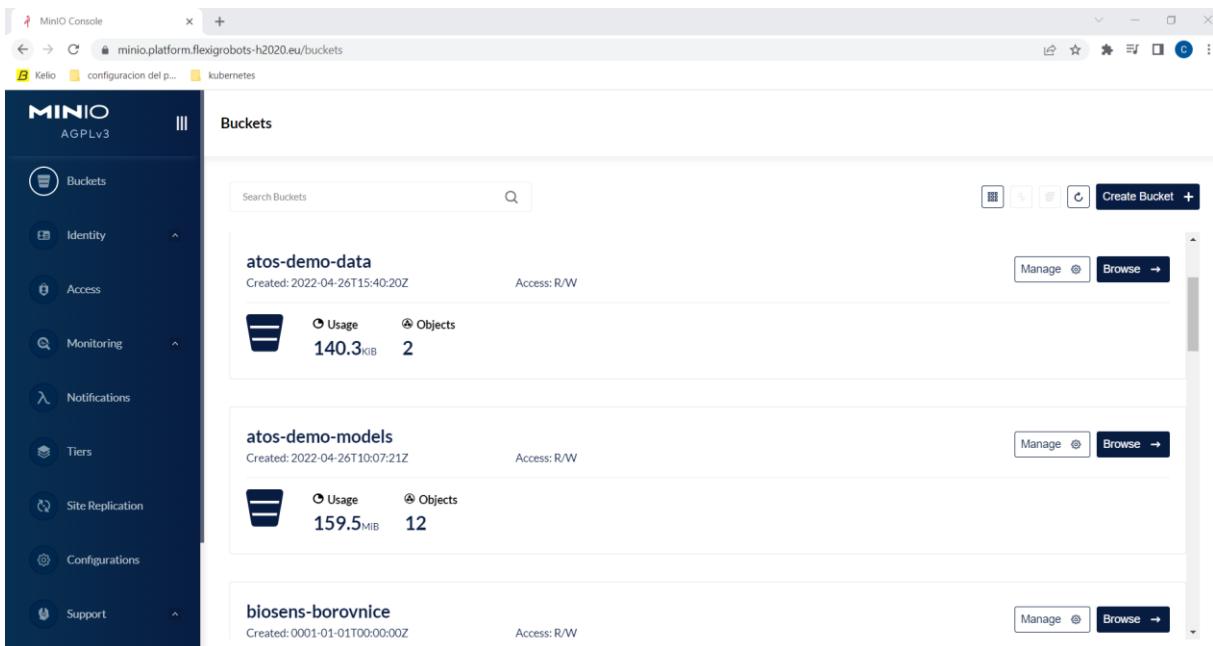 MinIO Console
minio.platform.flexigrobots-h2020.eu/buckets
C
B Kelio configuracion del p... kubernetes
MINIO
AGPLv3
Buckets
Identity
Access
Monitoring
Notifications
Tiers
Site Replication
Configurations
Support
Buckets
Search Buckets
Create Bucket +
atos-demo-data
Created: 2022-04-26T15:40:20Z Access: R/W
Manage Browse →
Usage Objects
140.3KiB 2
atos-demo-models
Created: 2022-04-26T10:07:21Z Access: R/W
Manage Browse →
Usage Objects
159.5MiB 12
biosens-borovnice
Created: 0001-01-01T00:00:00Z Access: R/W
Manage Browse →